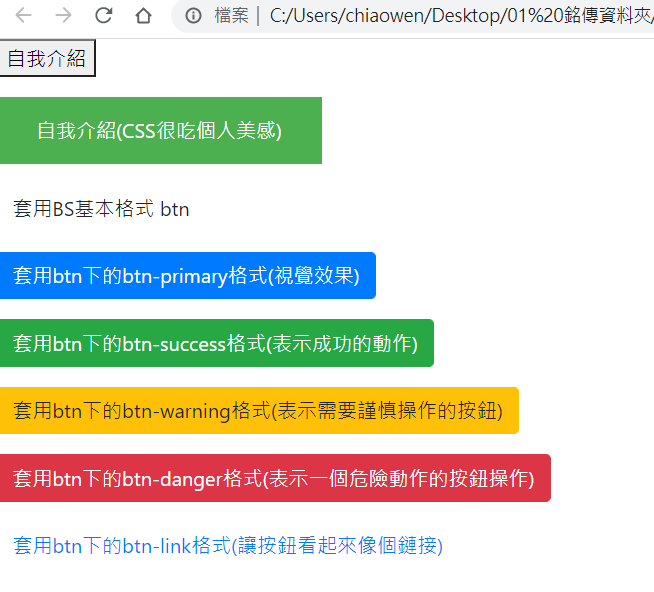 檔案 | C:/Users/chiaowen/Desktop/01%20銘傳資料夾/
自我介紹
自我介紹(CSS很吃個人美感)
套用BS基本格式 btn
套用btn下的btn-primary格式(視覺效果)
套用btn下的btn-success格式(表示成功的動作)
套用btn下的btn-warning格式(表示需要謹慎操作的按鈕)
套用btn下的btn-danger格式(表示一個危險動作的按鈕操作)
套用btn下的btn-link格式(讓按鈕看起來像個鏈接)